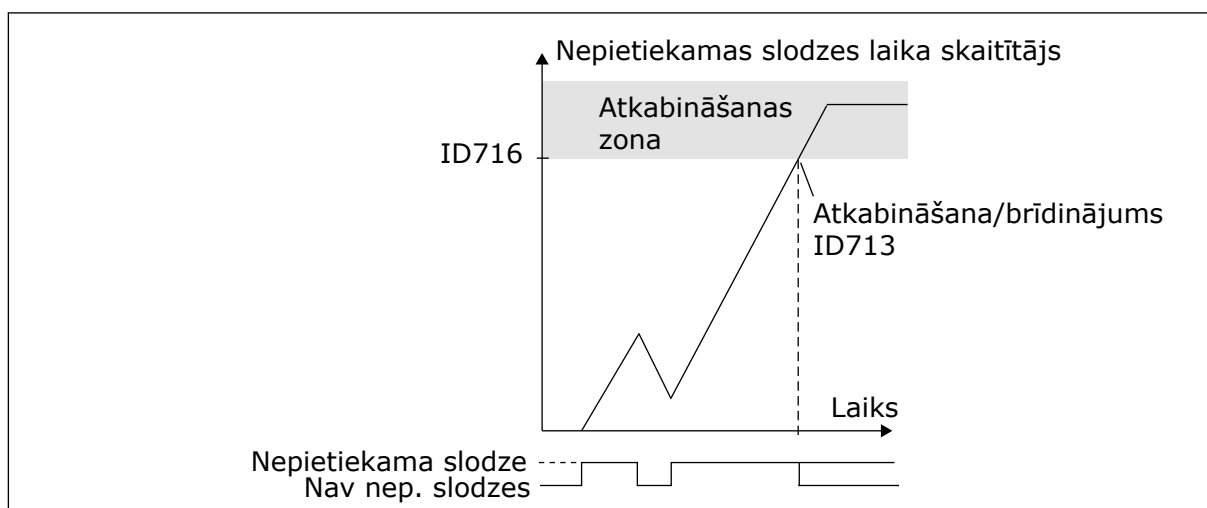 Nepietiekamas slodzes laika skaitītājs
Atkabināšanas
zona
ID716
Atkabināšana/brīdinājums
ID713
Laiks
Nepietiekama slodze
Nav nep. slodzes